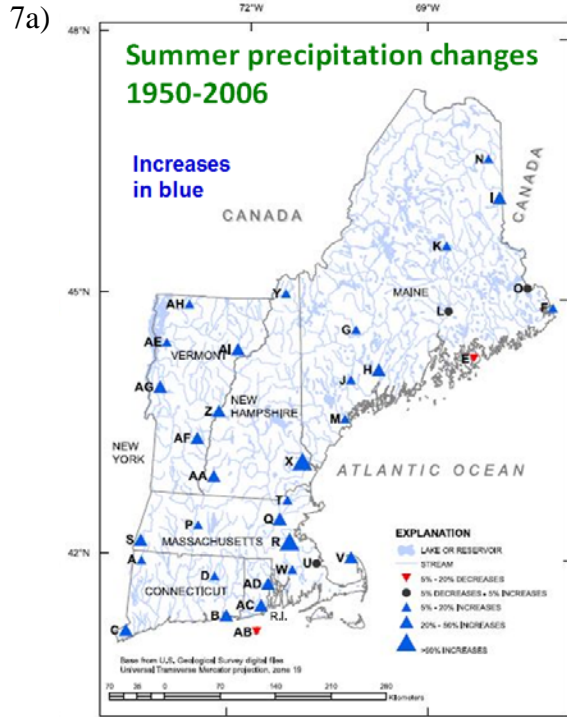 7a)
72°W
69°W
48°N
Summer precipitation changes
1950-2006
N
Increases
in blue
I
CANADA
CANADA
K
Y
O
45°N
MAINE
AH
L
F
G
AE
AI
VERMONT
E
H
J
AG
Z
NEW
HAMPSHIRE
M
AF
NEW
YORK
X
ATLANTIC OCEAN
AA
T
Q
P
EXPLANATION
S
MASSACHUSETTS
R
LAKE OR RESERVOIR
STREAM
42°N
A
U
V
5% - 20% DECREASES
W
D
5% DECREASES - 5% INCREASES
CONNECTICUT
AD
5% - 20% INCREASES
AC
B
R.I.
20% - 50% INCREASES
C
AB
>50% INCREASES
Base from U.S. Geological Survey digital files
Universal Transverse Mercator projection, zone 19
70
0
70
140
210
280
Kilometers